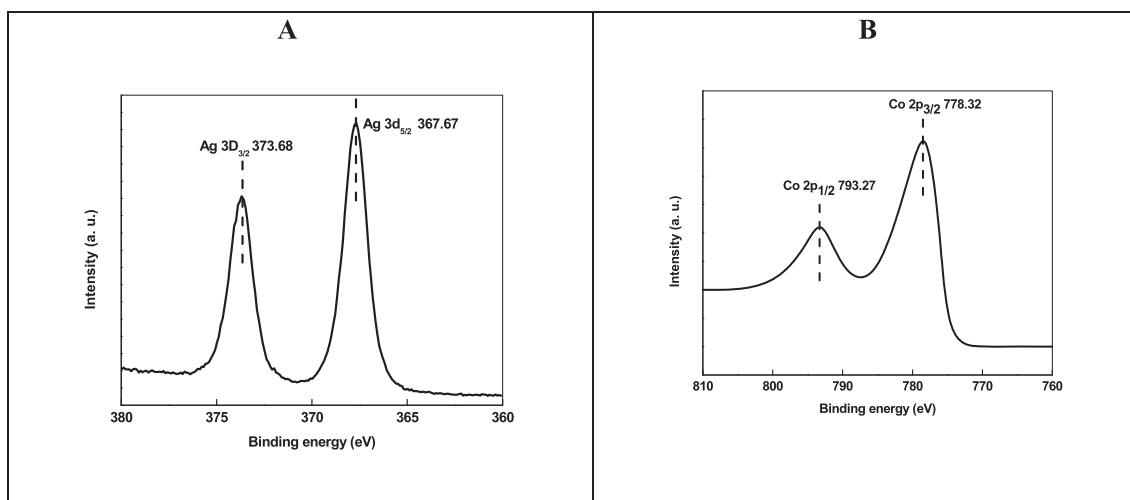 A
B
Ag 3D3/2 373.68
Ag 3d5/2 367.67
Intensity (a. u.)
380
373
370
365
360
Binding energy (eV)
Co 2p3/2 778.32
Co 2p1/2 793.27
Intensity (a. u.)
810
800
790
780
770
760
Binding energy (eV)